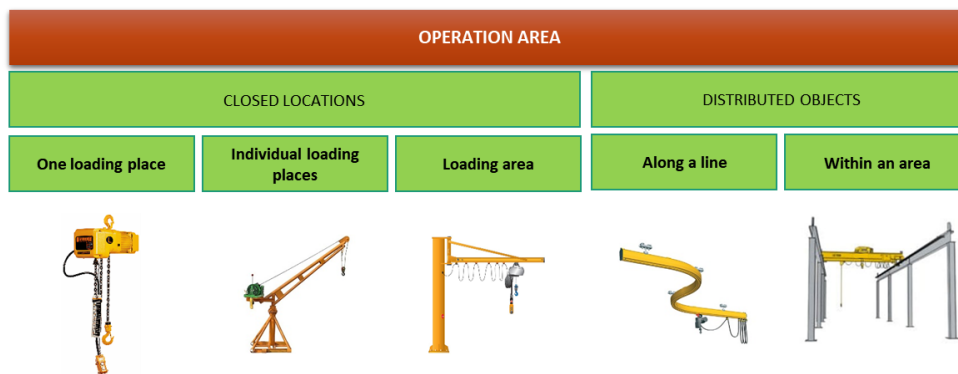 OPERATION AREA
CLOSED LOCATIONS
DISTRIBUTED OBJECTS
One loading place
Individual loading
places
Loading area
Along a line
Within an area